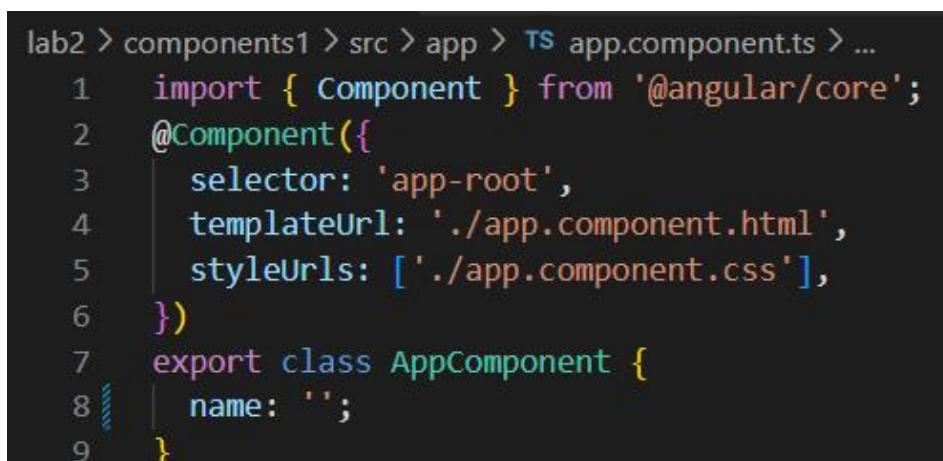 lab2 > components1 > src > app > TS app.component.ts > ...
1 import { Component } from '@angular/core';
2 @Component({
3 selector: 'app-root',
4 templateUrl: './app.component.html',
5 styleUrls: ['./app.component.css'],
6 })
7 export class AppComponent {
8 name: '';
9 }